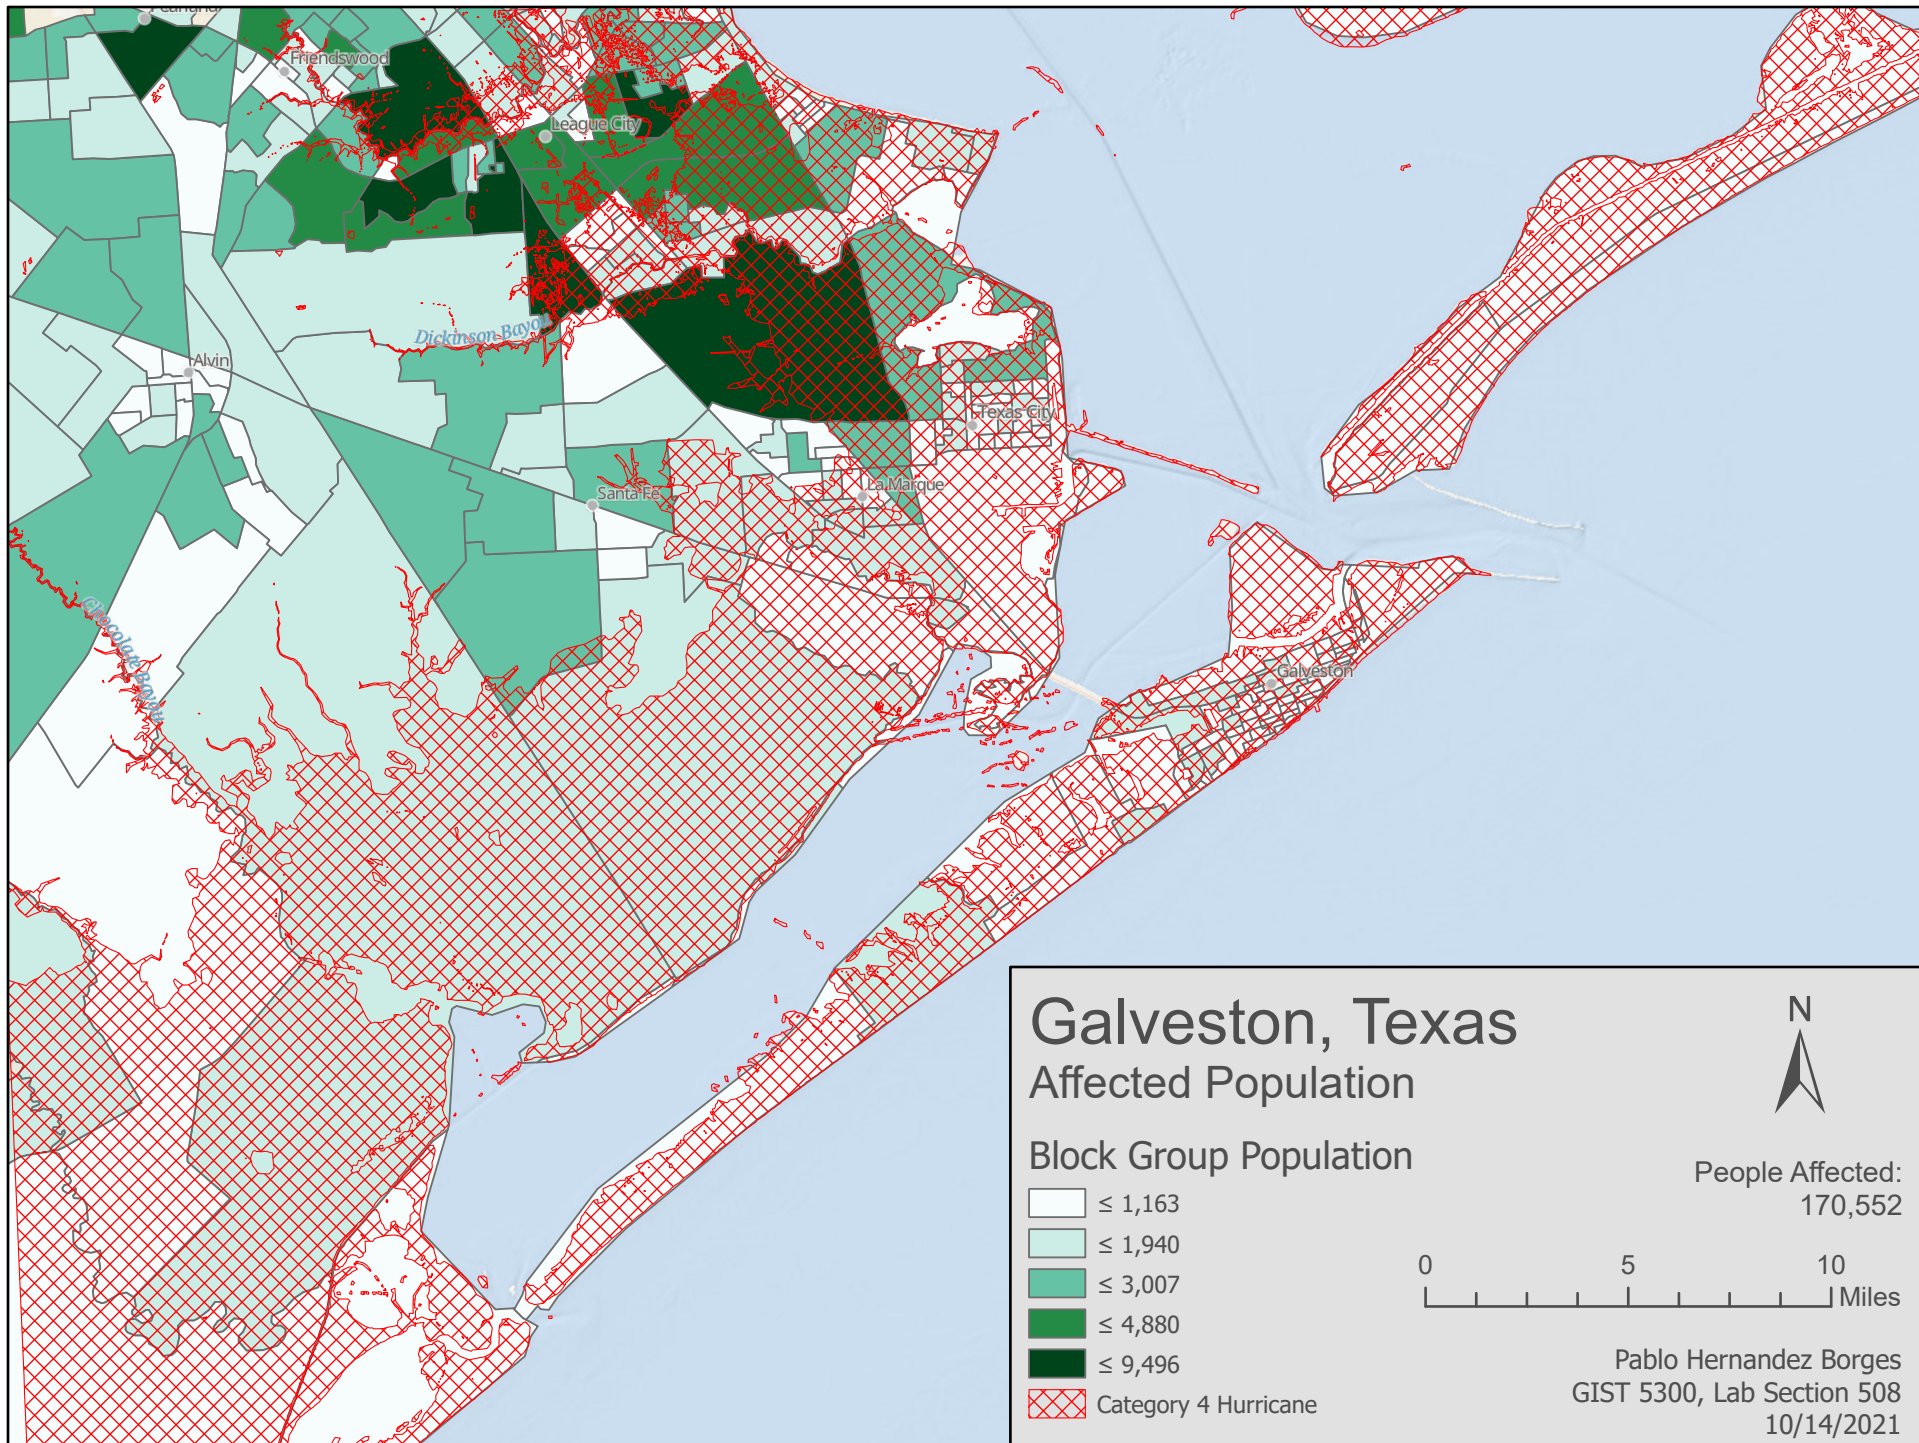 Friendswood
League City
Dickinson Bayou
Alvin
Texas City
La Marque
Santa Fe
Chocolate Bayou
Galveston
Galveston, Texas
Affected Population
N
Block Group Population
≤ 1,163
≤ 1,940
≤ 3,007
≤ 4,880
≤ 9,496
Category 4 Hurricane
People Affected:
170,552
0 5 10
Miles
Pablo Hernandez Borges
GIST 5300, Lab Section 508
10/14/2021